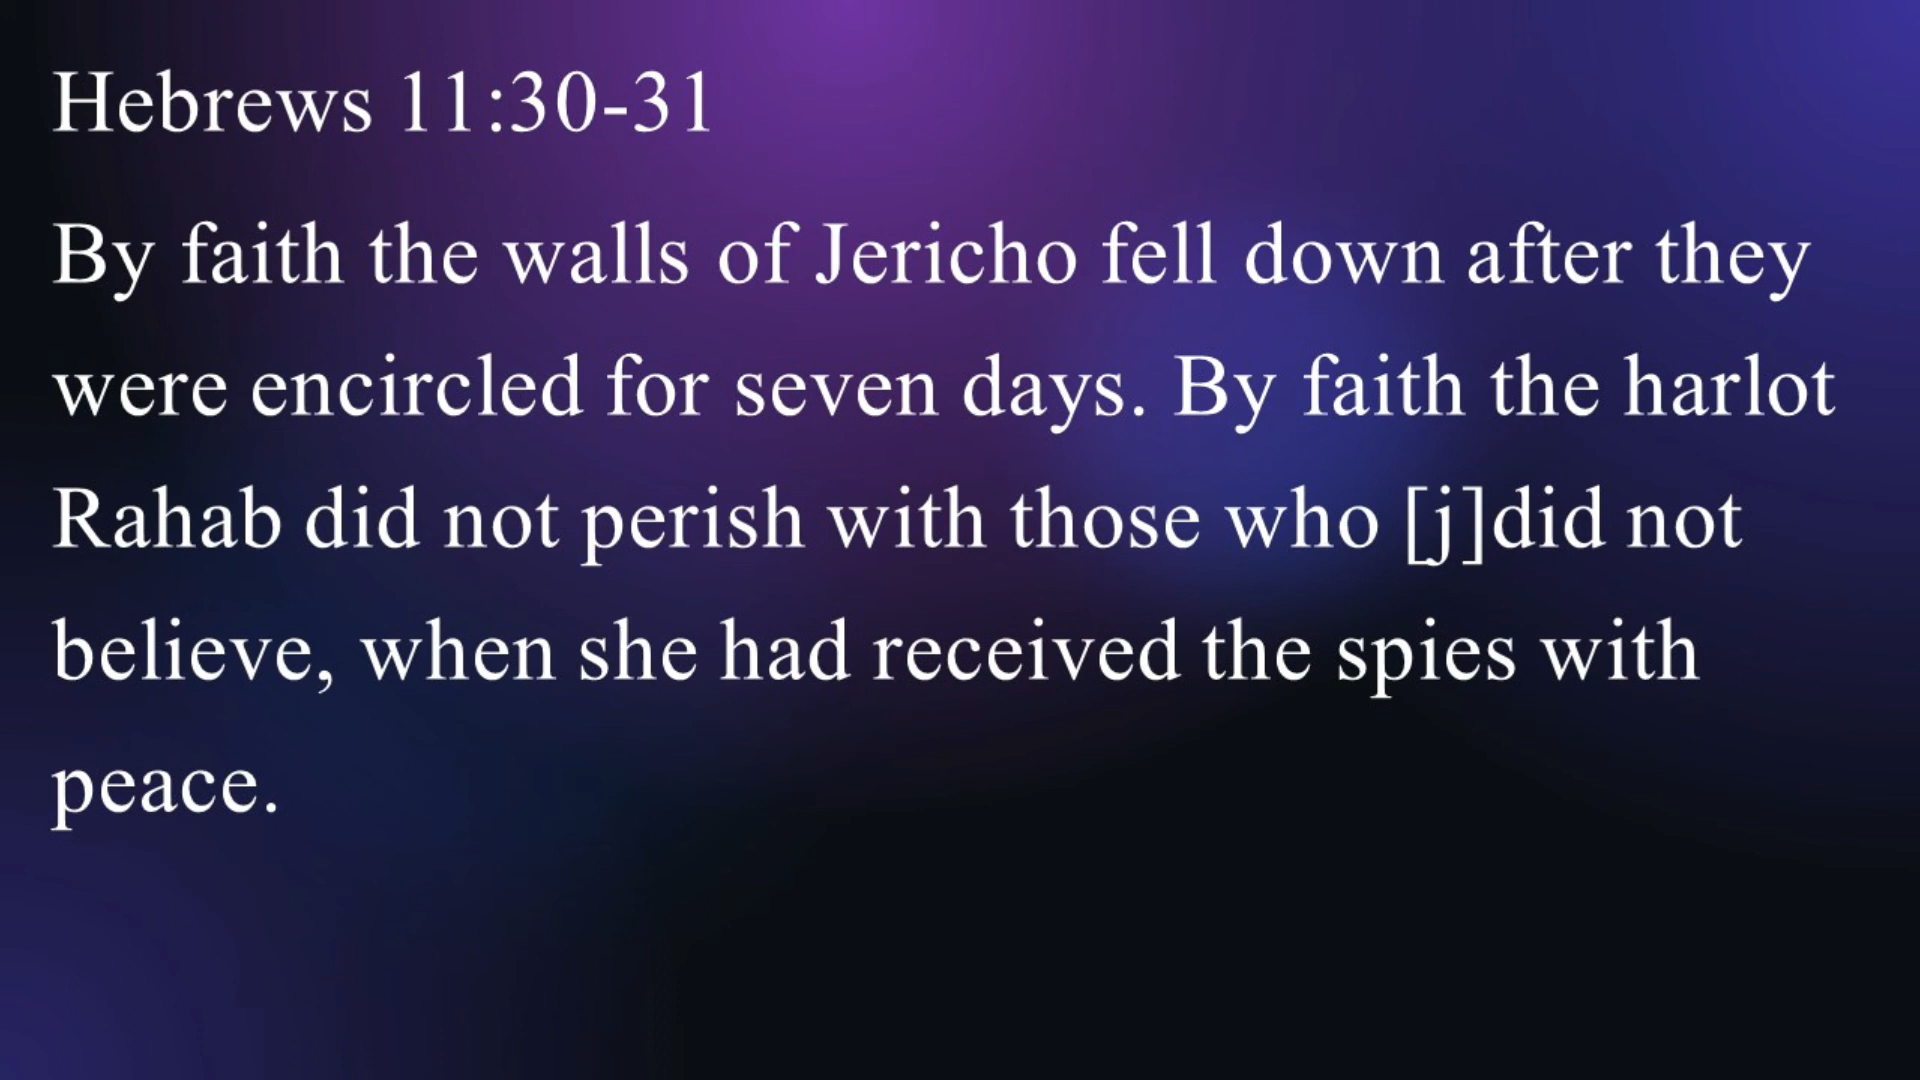 Hebrews 11:30-31
By faith the walls of Jericho fell down after they
were encircled for seven days. By faith the harlot
Rahab did not perish with those who [j]did not
believe, when she had received the spies with
peace.